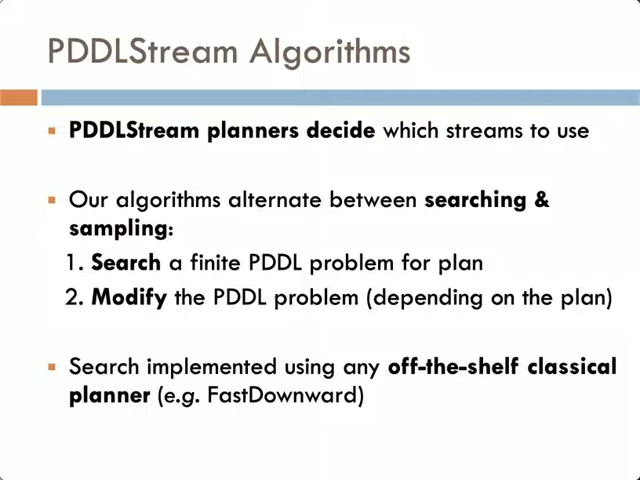 PDDLStream Algorithms
PDDLStream planners decide which streams to use
Our algorithms alternate between searching &
sampling:
1. Search a finite PDDL problem for plan
2. Modify the PDDL problem (depending on the plan)
Search implemented using any off-the-shelf classical
planner (e.g. FastDownward)